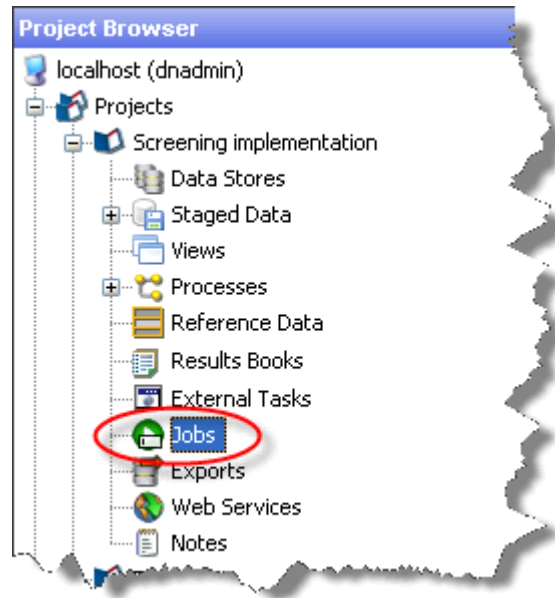 Project Browser
localhost (dnadmin)
Projects
Screening implementation
Data Stores
Staged Data
Views
Processes
Reference Data
Results Books
External Tasks
Jobs
Exports
Web Services
Notes